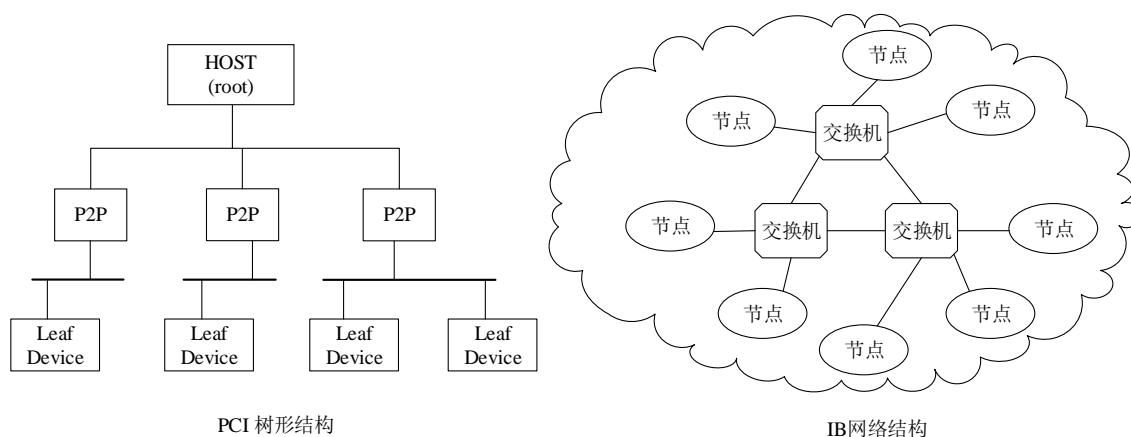 HOST
(root)
P2P
P2P
P2P
Leaf
Device
Leaf
Device
Leaf
Device
Leaf
Device
PCI 树形结构
节点
节点
节点
交换机
节点
交换机
交换机
节点
节点
节点
节点
IB网络结构